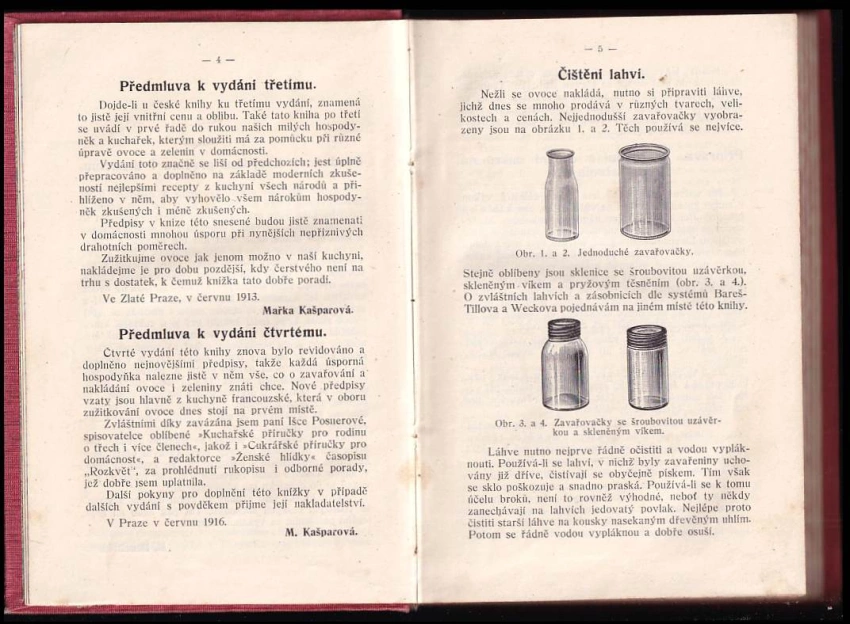 — 4 —
Předmluva k vydání třetímu.
Dojde-li u české knihy ku třetímu vydání, znamená
to jistě její vnitřní cenu a oblibu. Také tato kniha po třetí
se uvádí v prvé řadě do rukou našich milých hospody-
něk a kuchařek, kterým sloužiti má za pomůcku při různé
úpravě ovoce a zelenin v domácnosti.
Vydání toto značně se liší od předchozích; jest úplně
přepracováno a doplněno na základě moderních zkuše-
ností nejlepšími recepty z kuchyní všech národů a při-
hlíženo v něm, aby vyhovělo všem nárokům hospody-
něk zkušených i méně zkušených.
Předpisy v knize této snesené budou jistě znamenati
v domácnosti mnohou úsporu při nynějších nepříznivých
drahotních poměrech.
Zužitkujme ovoce jak jenom možno v naší kuchyni,
nakládejme je pro dobu pozdější, kdy čerstvého není na
trhu s dostatek, k čemuž knížka tato dobře poradí.
Ve Zlaté Praze, v červnu 1913.
Mařka Kašparová.
Předmluva k vydání čtvrtému.
Čtvrté vydání této knihy znova bylo revidováno a
doplněno nejnovějšími předpisy, takže každá úsporná
hospodyňka nalezne jistě v něm vše, co o zavařování a
nakládání ovoce i zeleniny znáti chce. Nové předpisy
vzaty jsou hlavně z kuchyně francouzské, která v oboru
zužitkování ovoce dnes stojí na prvém místě.
Zvláštními díky zavázána jsem paní Išce Posnerové,
spisovatelce oblíbené »Kuchařské příručky pro rodinu
o třech i více členech«, jakož i »Cukrářské příručky pro
domácnost«, a redaktorce »Ženské hlídky« časopisu
„Rozkvět“, za prohlédnutí rukopisu i odborné porady,
jež dobře jsem uplatnila.
Další pokyny pro doplnění této knížky v případě
dalších vydání s povděkem přijme její nakladatelství.
V Praze v červnu 1916.
M. Kašparová.
— 5 —
Čištění lahví.
Nežli se ovoce nakládá, nutno si připraviti láhve,
jichž dnes se mnoho prodává v různých tvarech, veli-
kostech a cenách. Nejjednodušší zavařovačky vyobra-
zeny jsou na obrázku 1. a 2. Těch používá se nejvíce.
Obr. 1. a 2. Jednoduché zavařovačky.
Stejně oblíbeny jsou sklenice se šroubovitou uzávěrkou,
skleněným víkem a pryžovým těsněním (obr. 3. a 4.).
O zvláštních lahvích a zásobnicích dle systémů Bareš-
Tillova a Weckova pojednávám na jiném místě této knihy.
Obr. 3. a 4. Zavařovačky se šroubovitou uzávěr-
kou a skleněným víkem.
Láhve nutno nejprve řádně očistiti a vodou vyplák-
nouti. Používá-li se lahví, v nichž byly zavařeniny ucho-
vány již dříve, čistívají se obyčejně pískem. Tím však
se sklo poškozuje a snadno praská. Používá-li se k tomu
účelu broků, není to rovněž výhodné, neboť ty někdy
zanechávají na lahvích jedovatý povlak. Nejlépe proto
čistiti starší láhve na kousky nasekaným dřevěným uhlím.
Potom se řádně vodou vypláknou a dobře osuší.